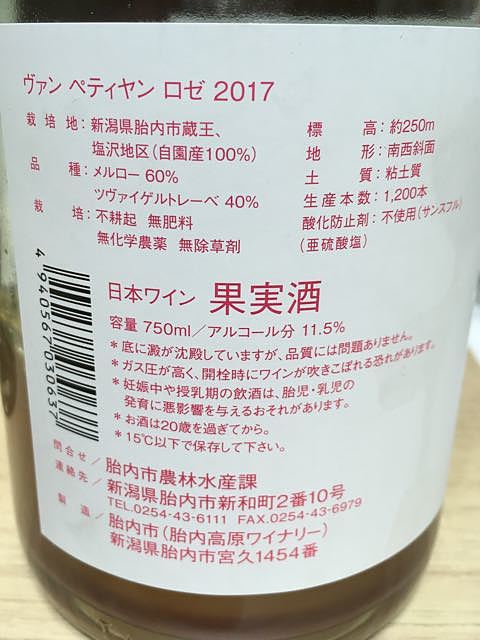 ヴァン ペティヤン ロゼ 2017
栽培地：新潟県胎内市蔵王、
塩沢地区（自園産100%）
品種：メルロー 60%
ツヴァイゲルトレーベ 40%
栽培：不耕起 無肥料
無化学農薬 無除草剤
標高：約250m
地形：南西斜面
土質：粘土質
生産本数：1,200本
酸化防止剤：不使用（サンスフル）
（亜硫酸塩）
日本ワイン 果実酒
容量 750ml／アルコール分 11.5%
＊底に澱が沈殿していますが、品質には問題ありません。
＊ガス圧が高く、開栓時にワインが吹きこぼれる恐れがあります。
＊妊娠中や授乳期の飲酒は、胎児・乳児の
発育に悪影響を与えるおそれがあります。
＊お酒は20歳を過ぎてから。
＊15℃以下で保存して下さい。
4940567030637
問合せ／胎内市農林水産課
連絡先／新潟県胎内市新和町2番10号
TEL.0254-43-6111 FAX.0254-43-6979
製造／胎内市（胎内高原ワイナリー）
新潟県胎内市宮久1454番